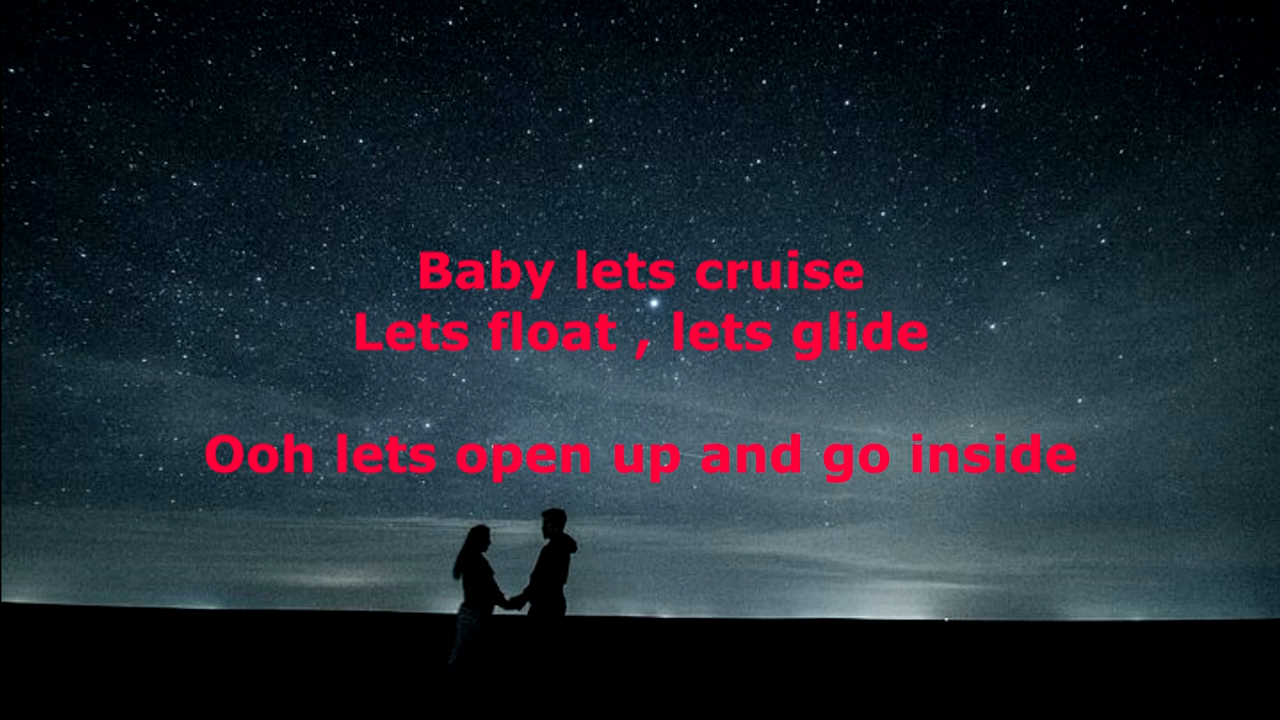 Baby lets cruise
Lets float , lets glide
Ooh lets open up and go inside